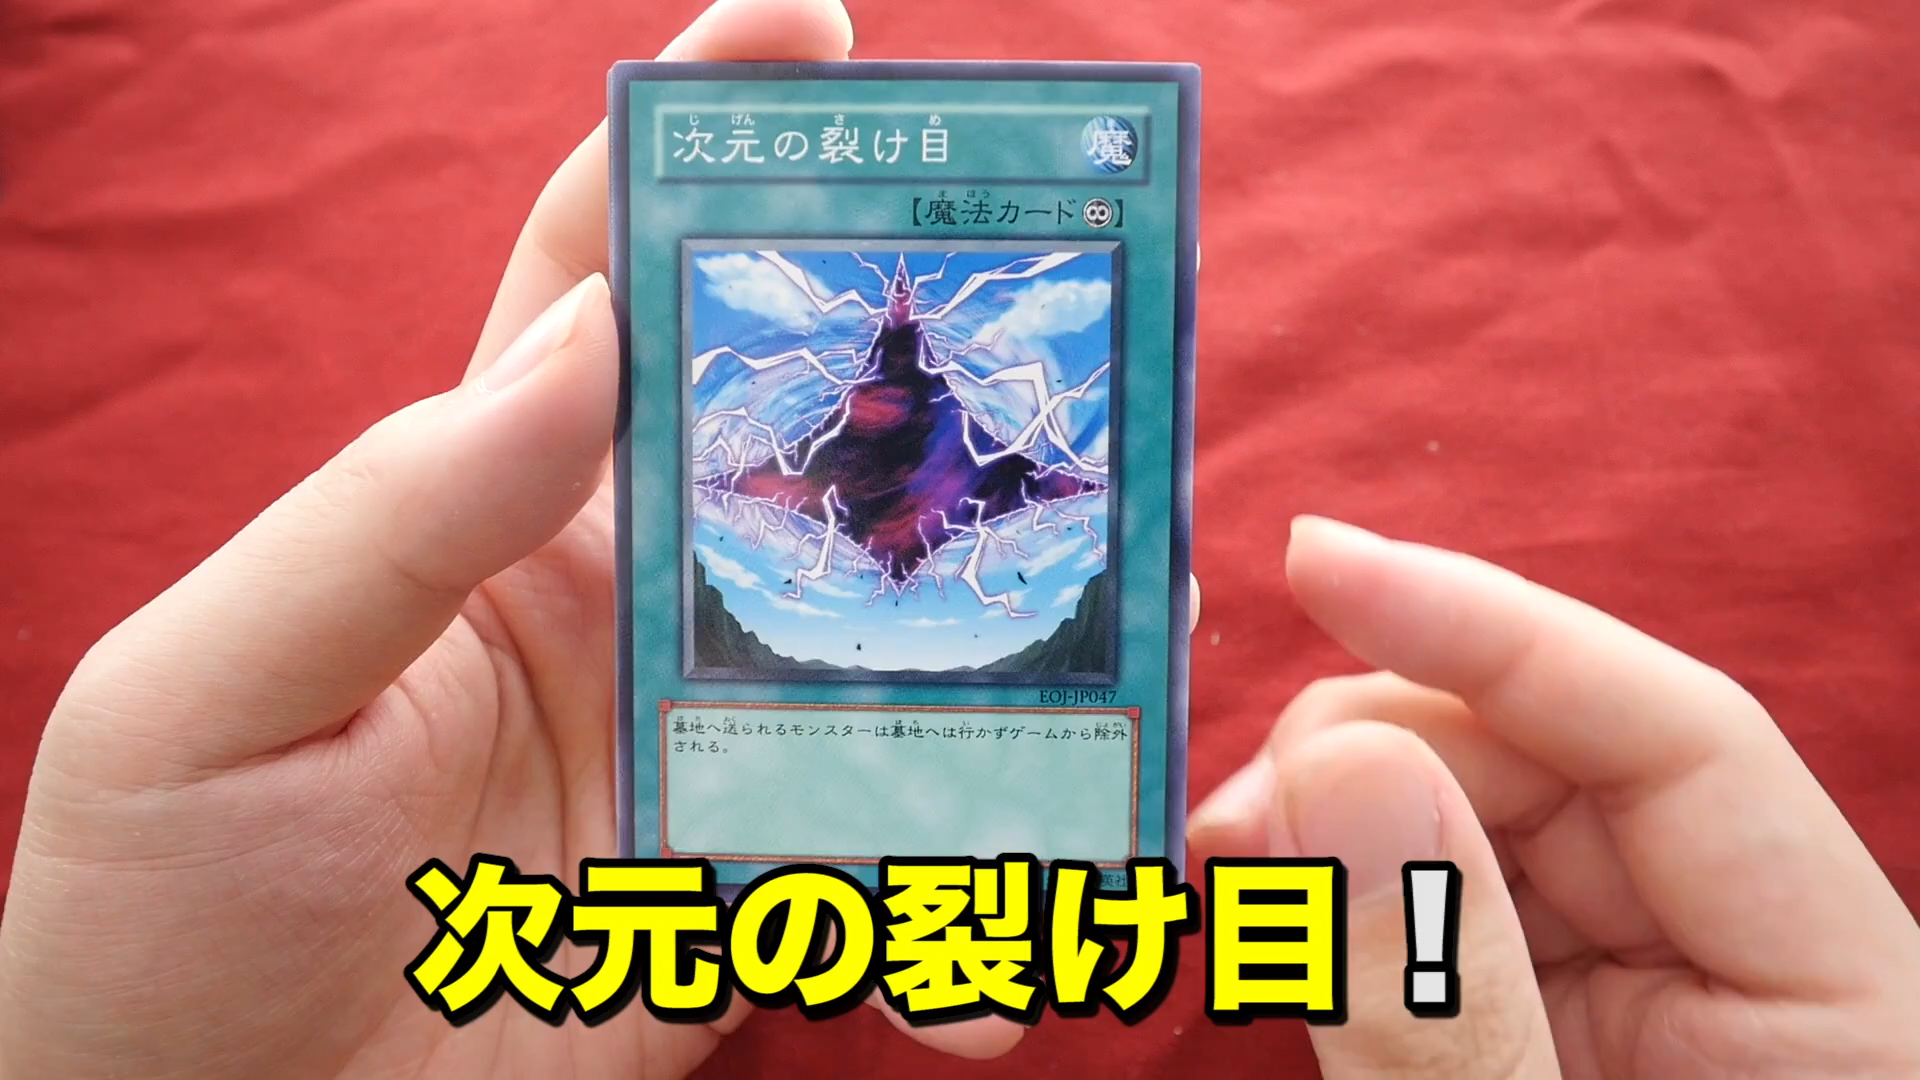 次元の裂け目
魔
【魔法カード∞】
EOJ-JP047
墓地へ送られるモンスターは墓地へは行かずゲームから除外
される。
英社
次元の裂け目！